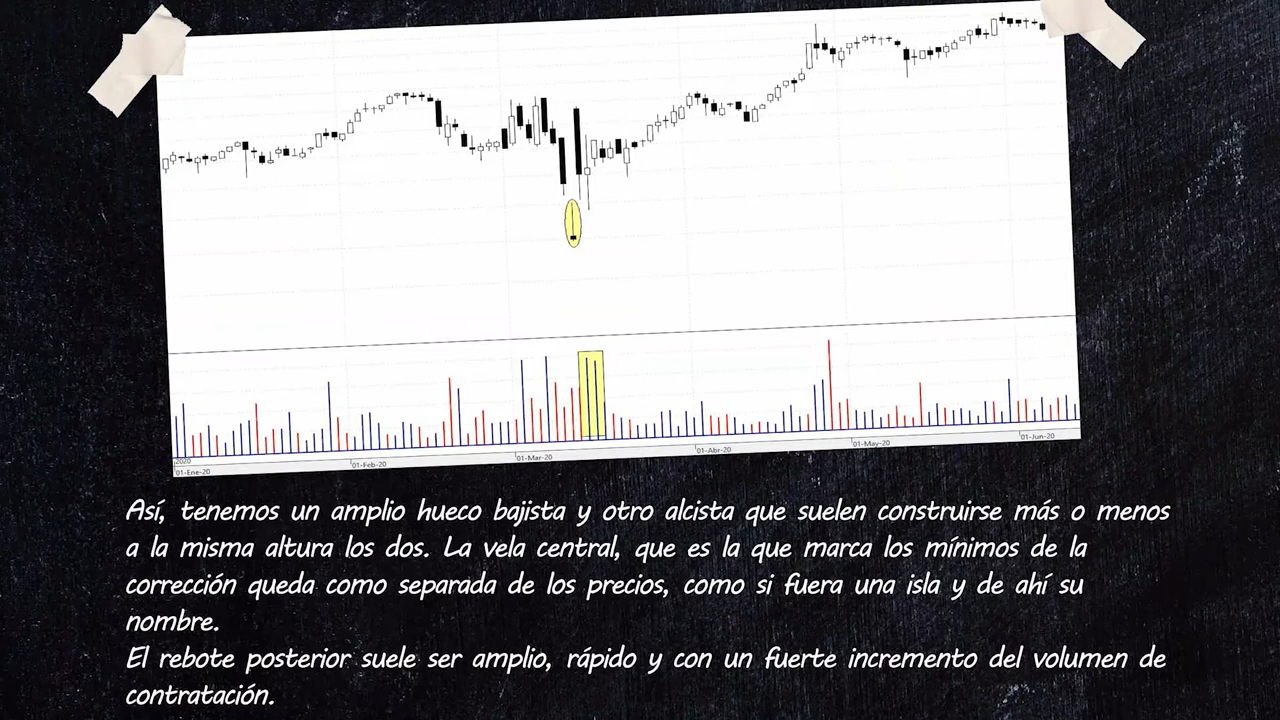 2020
01-Ene-20
01-Feb-20
01-Mar-20
01-Abr-20
01-May-20
01-Jun-20
Así, tenemos un amplio hueco bajista y otro alcista que suelen construirse más o menos
a la misma altura los dos. La vela central, que es la que marca los mínimos de la
corrección queda como separada de los precios, como si fuera una isla y de ahí su
nombre.
El rebote posterior suele ser amplio, rápido y con un fuerte incremento del volumen de
contratación.